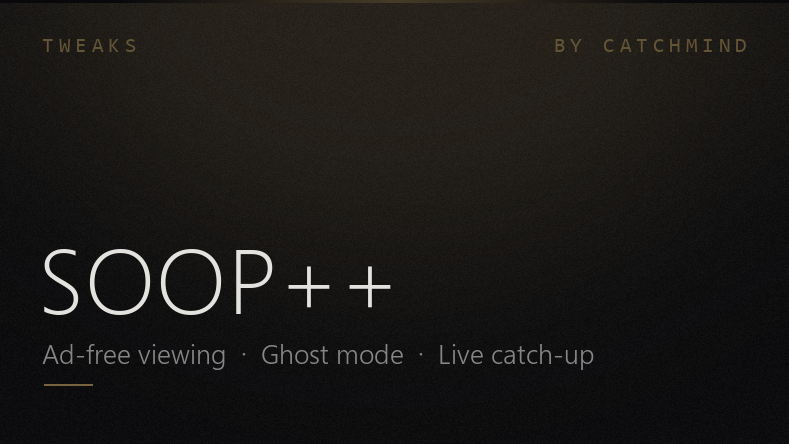 TWEAKS
BY CATCHMIND
SOOP++
Ad-free viewing · Ghost mode · Live catch-up